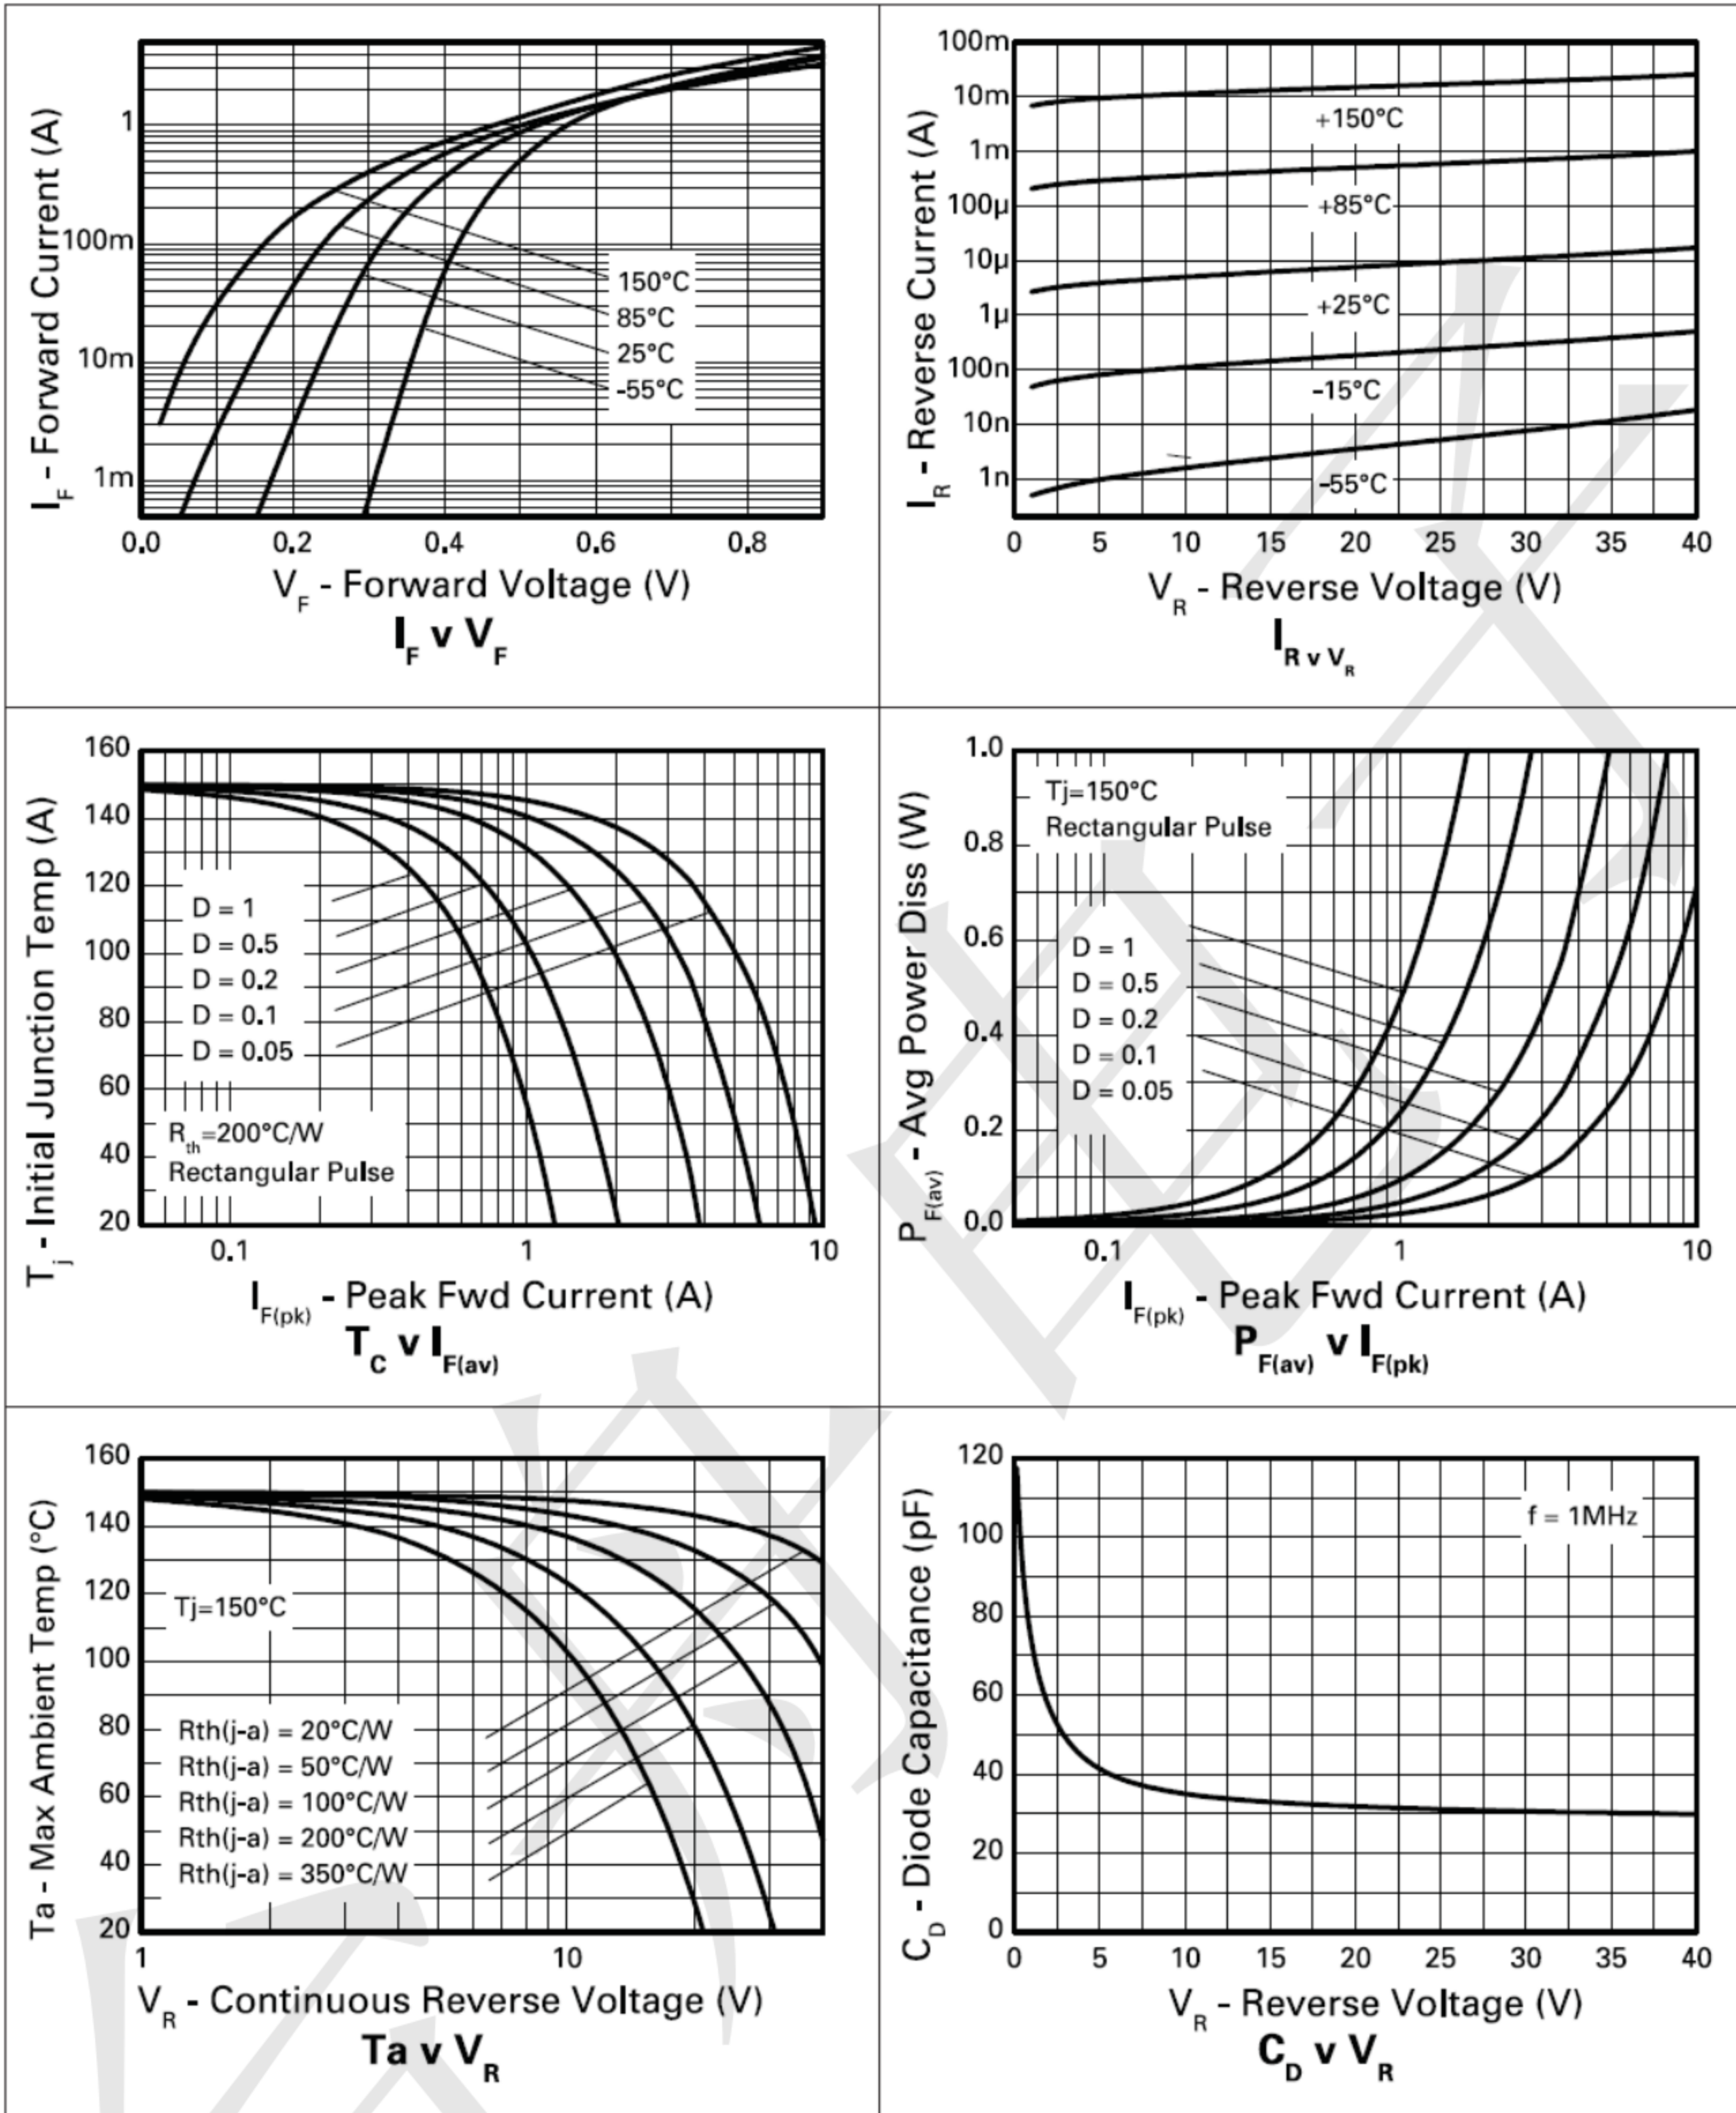 I_F - Forward Current (A)
1
100m
10m
1m
150°C
85°C
25°C
-55°C
0.0 0.2 0.4 0.6 0.8
V_F - Forward Voltage (V)
I_F v V_F
I_R - Reverse Current (A)
100m
10m
1m
100µ
10µ
1µ
100n
10n
1n
+150°C
+85°C
+25°C
-15°C
-55°C
0 5 10 15 20 25 30 35 40
V_R - Reverse Voltage (V)
I_R v V_R
T_j - Initial Junction Temp (A)
160
140
120
100
80
60
40
20
D = 1
D = 0.5
D = 0.2
D = 0.1
D = 0.05
R_th=200°C/W
Rectangular Pulse
0.1 1 10
I_F(pk) - Peak Fwd Current (A)
T_C v I_F(av)
P_F(av) - Avg Power Diss (W)
1.0
0.8
0.6
0.4
0.2
0.0
Tj=150°C
Rectangular Pulse
D = 1
D = 0.5
D = 0.2
D = 0.1
D = 0.05
0.1 1 10
I_F(pk) - Peak Fwd Current (A)
P_F(av) v I_F(pk)
Ta - Max Ambient Temp (°C)
160
140
120
100
80
60
40
20
Tj=150°C
Rth(j-a) = 20°C/W
Rth(j-a) = 50°C/W
Rth(j-a) = 100°C/W
Rth(j-a) = 200°C/W
Rth(j-a) = 350°C/W
1 10
V_R - Continuous Reverse Voltage (V)
Ta v V_R
C_D - Diode Capacitance (pF)
120
100
80
60
40
20
0
f = 1MHz
0 5 10 15 20 25 30 35 40
V_R - Reverse Voltage (V)
C_D v V_R